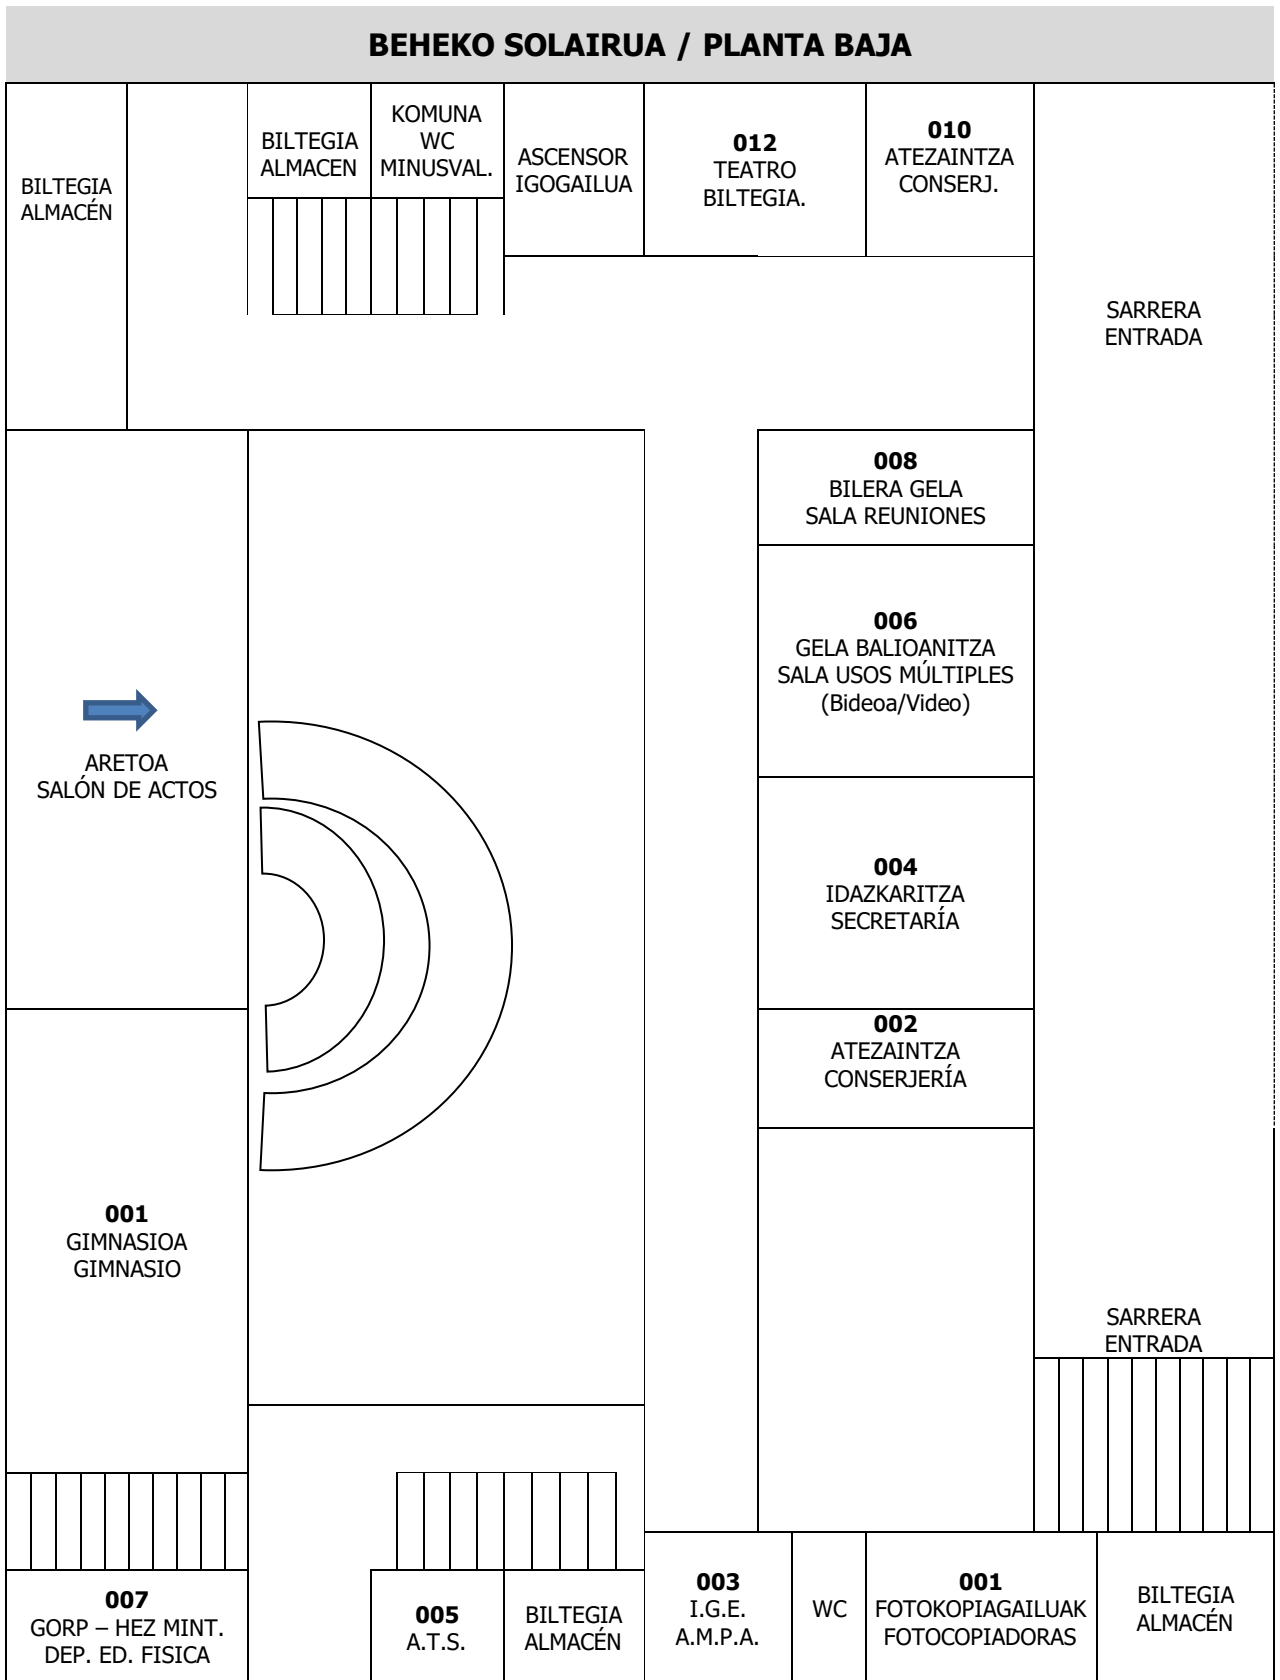 BEHEKO SOLAIRUA / PLANTA BAJA
BILTEGIA
ALMACÉN
BILTEGIA
ALMACEN
KOMUNA
WC
MINUSVAL.
ASCENSOR
IGOGAILUA
012
TEATRO
BILTEGIA.
010
ATEZAINTZA
CONSERJ.
SARRERA
ENTRADA
008
BILERA GELA
SALA REUNIONES
006
GELA BALIOANITZA
SALA USOS MÚLTIPLES
(Bideoa/Video)
ARETOA
SALÓN DE ACTOS
004
IDAZKARITZA
SECRETARÍA
002
ATEZAINTZA
CONSERJERÍA
001
GIMNASIOA
GIMNASIO
SARRERA
ENTRADA
007
GORP – HEZ MINT.
DEP. ED. FISICA
005
A.T.S.
BILTEGIA
ALMACÉN
003
I.G.E.
A.M.P.A.
WC
001
FOTOKOPIAGAILUAK
FOTOCOPIADORAS
BILTEGIA
ALMACÉN